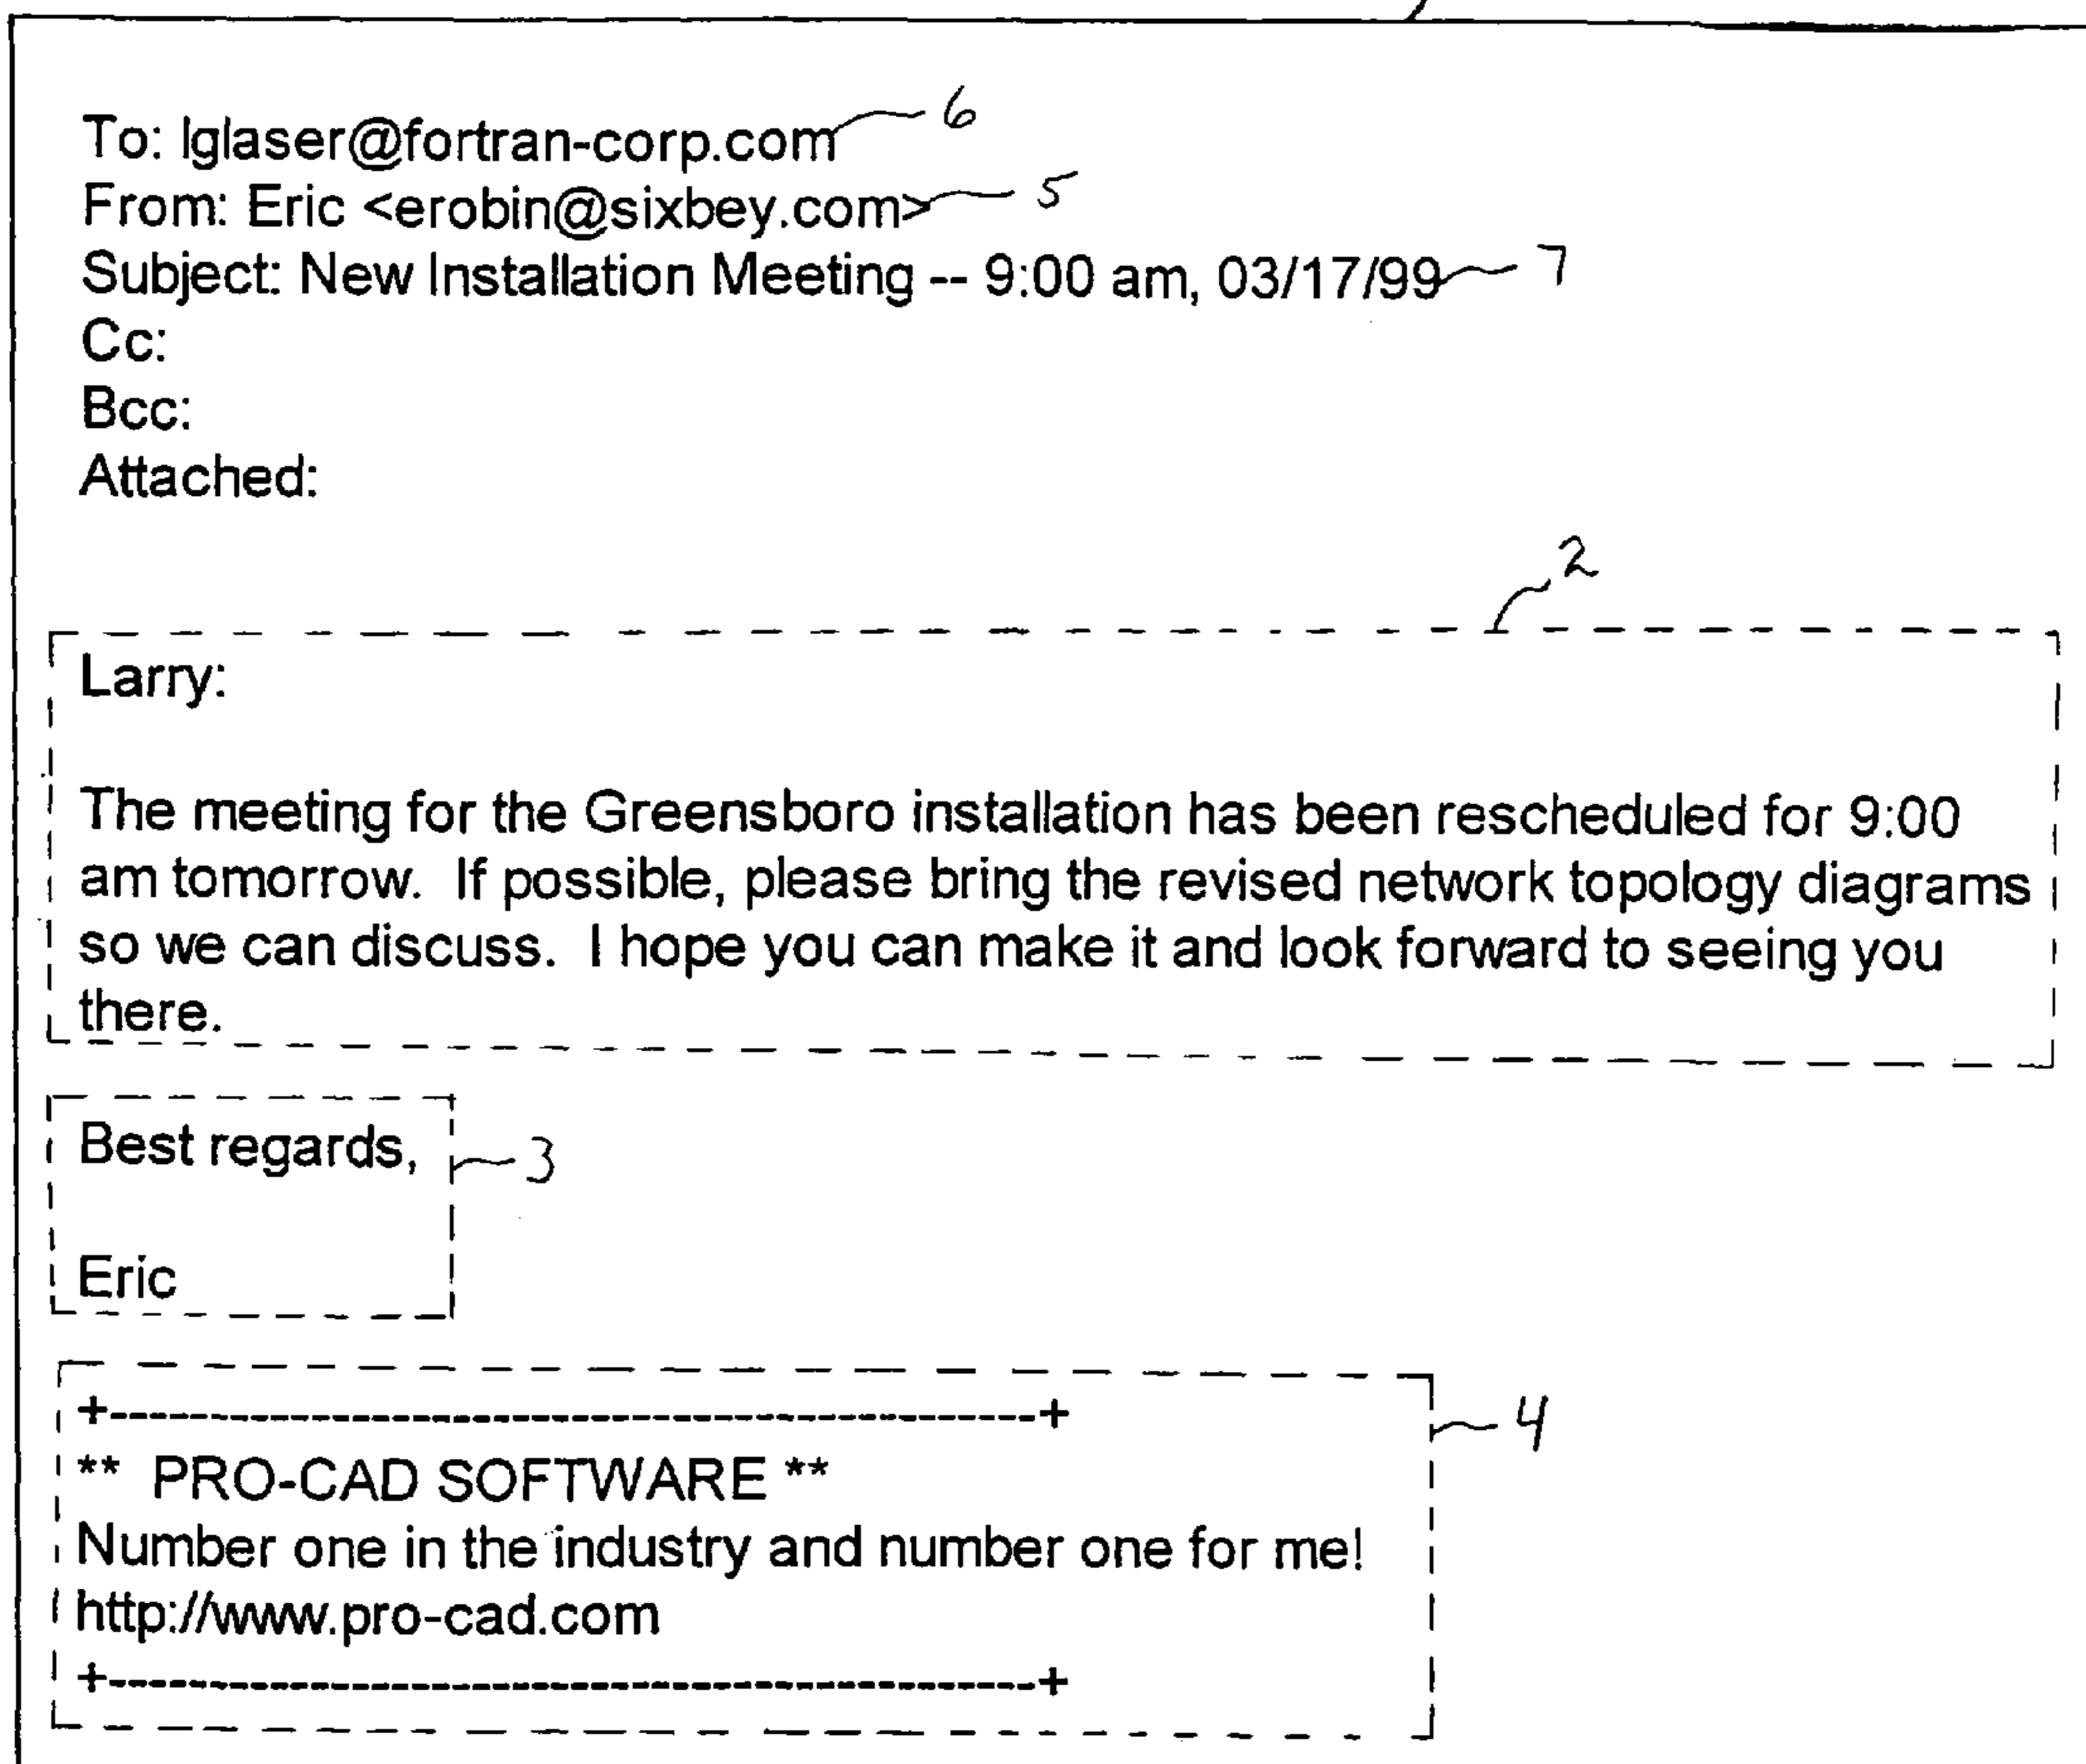 To: lglaser@fortran-corp.com 6
From: Eric <erobin@sixbey.com> 5
Subject: New Installation Meeting -- 9:00 am, 03/17/99 7
Cc:
Bcc:
Attached:
2
Larry:
The meeting for the Greensboro installation has been rescheduled for 9:00
am tomorrow.  If possible, please bring the revised network topology diagrams
so we can discuss.  I hope you can make it and look forward to seeing you
there.
Best regards, 3
Eric
+-----------------------------------------------+
4
**  PRO-CAD SOFTWARE **
Number one in the industry and number one for me!
http://www.pro-cad.com
+-----------------------------------------------+